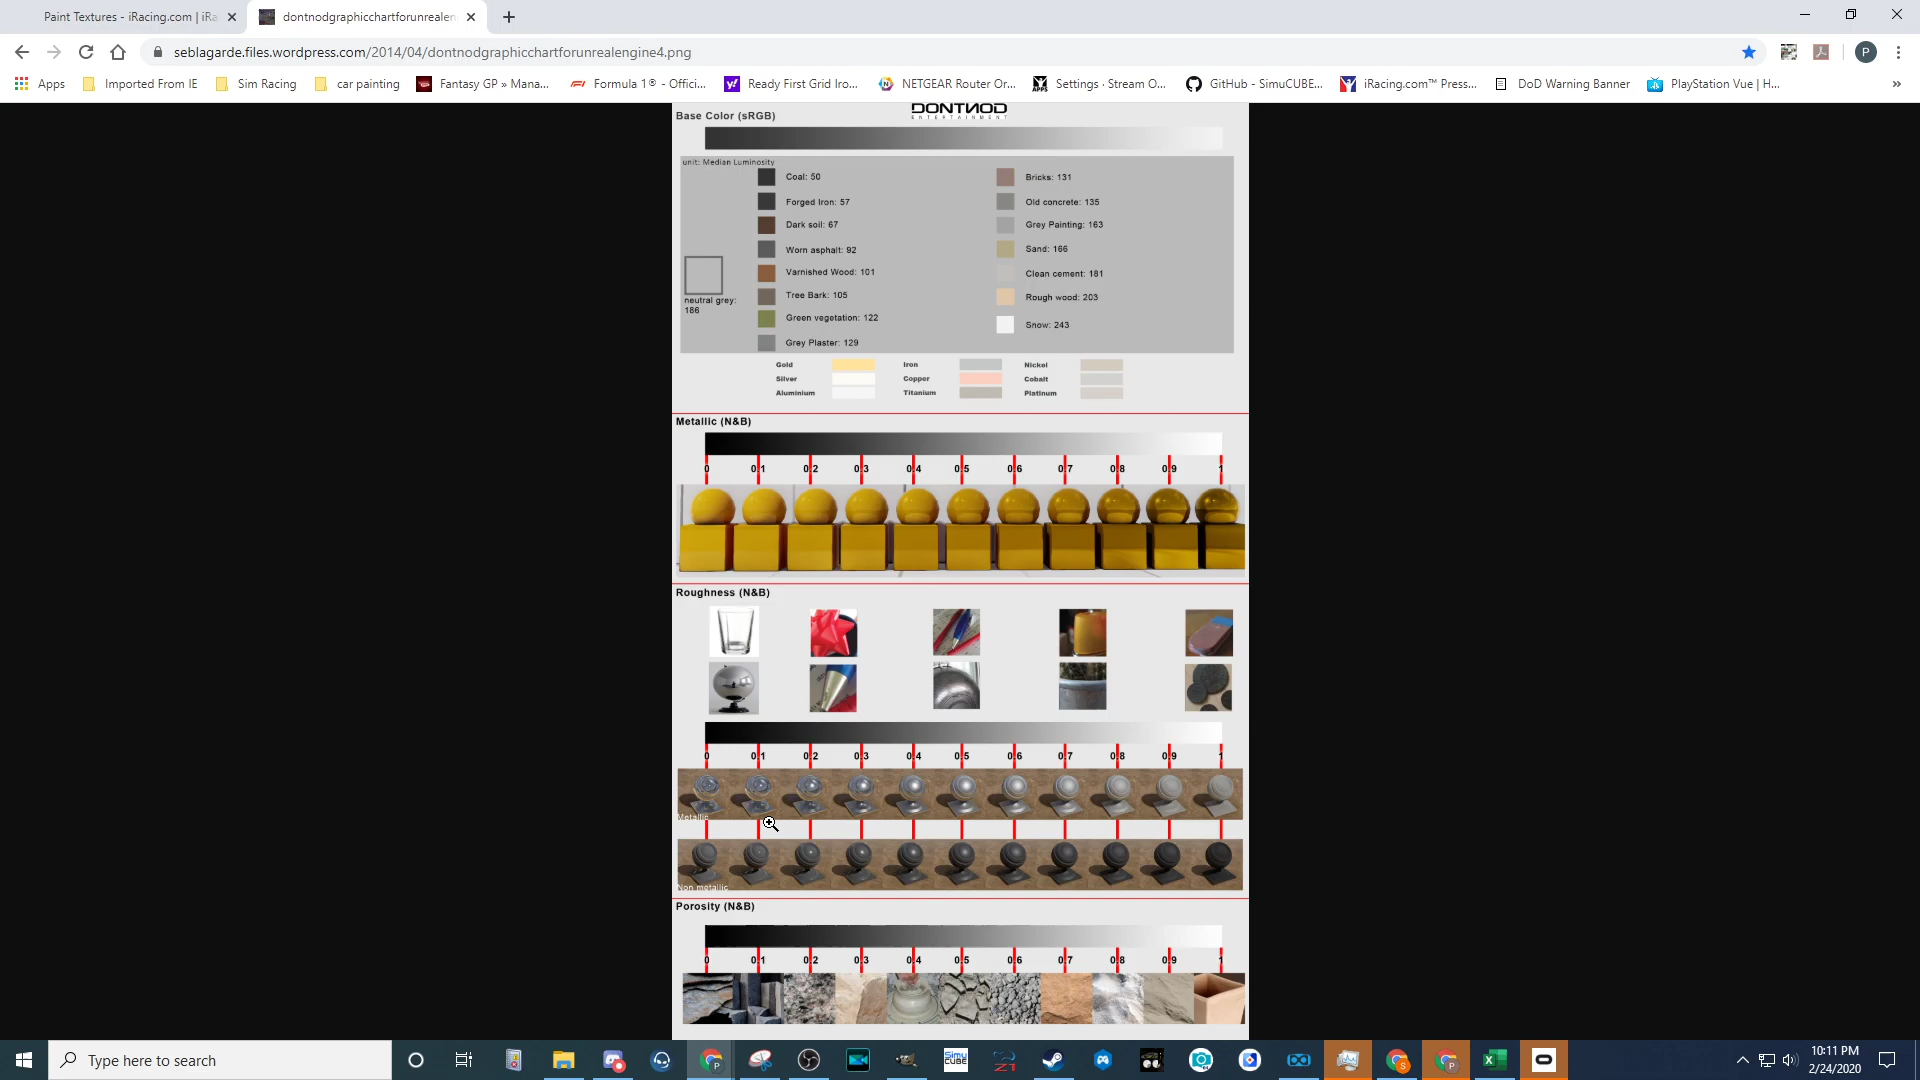 Paint Textures - iRacing.com | iRa
dontnodgraphicchartforunrealen
seblagarde.files.wordpress.com/2014/04/dontnodgraphicchartforunrealengine4.png
P
Apps
Imported From IE
Sim Racing
car painting
Fantasy GP » Mana...
Formula 1® - Offici...
Ready First Grid Iro...
NETGEAR Router Or...
Settings · Stream O...
GitHub - SimuCUBE...
iRacing.com™ Press...
DoD Warning Banner
PlayStation Vue | H...
»
DONTNOD
ENTERTAINMENT
Base Color (sRGB)
unit: Median Luminosity
Coal: 50
Forged Iron: 57
Dark soil: 67
Worn asphalt: 92
Varnished Wood: 101
Tree Bark: 105
Green vegetation: 122
Grey Plaster: 129
neutral grey:
186
Bricks: 131
Old concrete: 135
Grey Painting: 163
Sand: 166
Clean cement: 181
Rough wood: 203
Snow: 243
Gold Iron Nickel
Silver Copper Cobalt
Aluminium Titanium Platinum
Metallic (N&B)
0 0.1 0.2 0.3 0.4 0.5 0.6 0.7 0.8 0.9 1
Roughness (N&B)
0 0.1 0.2 0.3 0.4 0.5 0.6 0.7 0.8 0.9 1
Metallic
Non metallic
Porosity (N&B)
0 0.1 0.2 0.3 0.4 0.5 0.6 0.7 0.8 0.9 1
Type here to search
P
Simu
CUBE
Z1
S
P
10:11 PM
2/24/2020